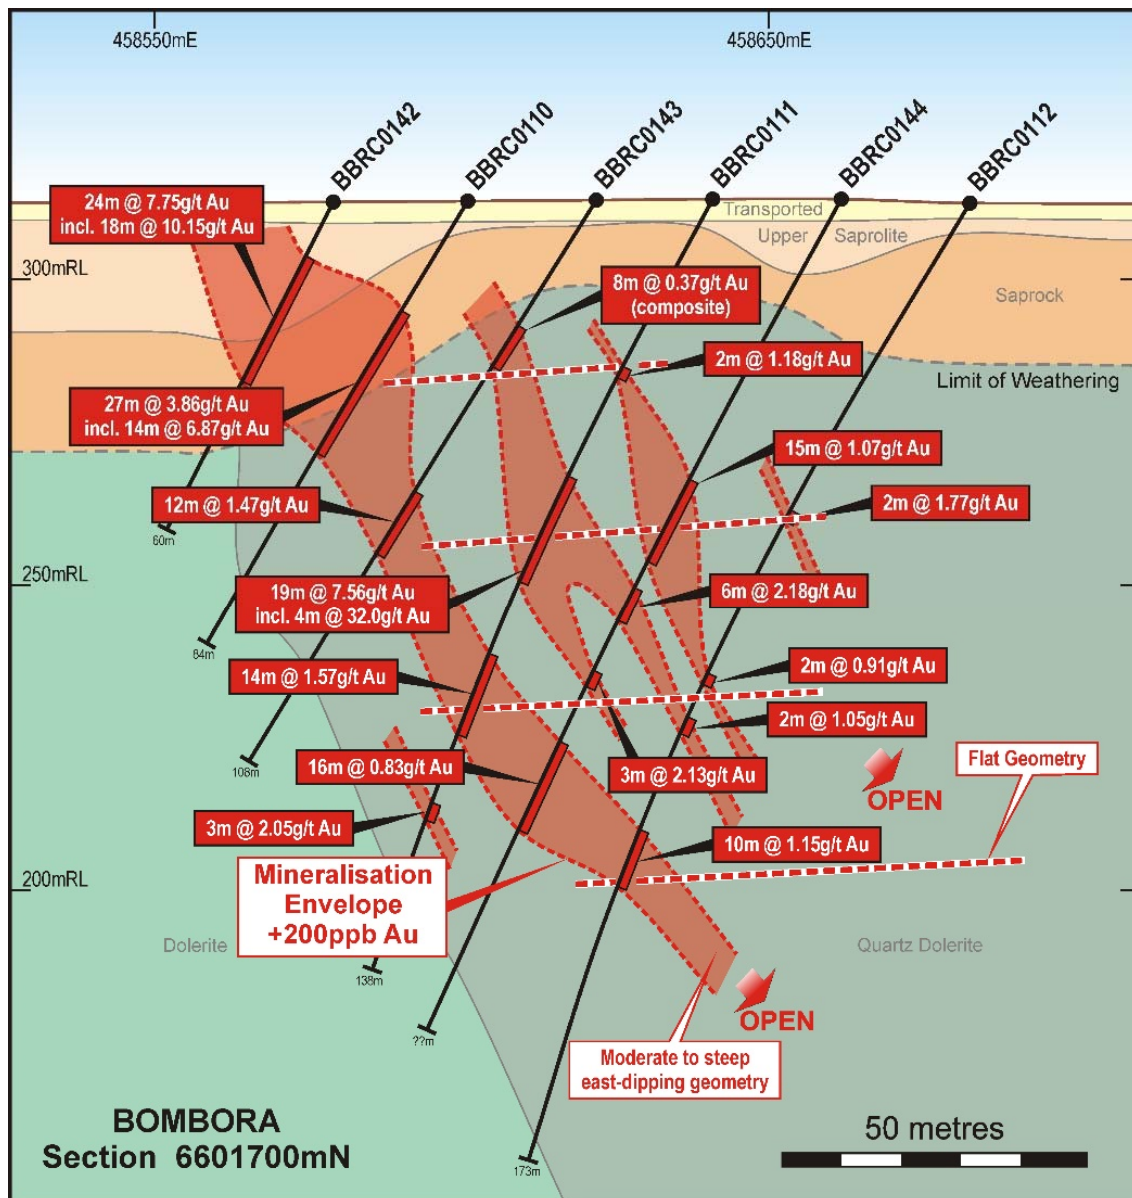 458550mE
458650mE
BBRC0142
BBRC0110
BBRC0143
BBRC0111
BBRC0144
BBRC0112
24m @ 7.75g/t Au
incl. 18m @ 10.15g/t Au
Transported
Upper Saprolite
300mRL
8m @ 0.37g/t Au
(composite)
Saprock
2m @ 1.18g/t Au
Limit of Weathering
27m @ 3.86g/t Au
incl. 14m @ 6.87g/t Au
15m @ 1.07g/t Au
12m @ 1.47g/t Au
2m @ 1.77g/t Au
60m
250mRL
19m @ 7.56g/t Au
incl. 4m @ 32.0g/t Au
6m @ 2.18g/t Au
84m
14m @ 1.57g/t Au
2m @ 0.91g/t Au
2m @ 1.05g/t Au
108m
16m @ 0.83g/t Au
3m @ 2.13g/t Au
Flat Geometry
OPEN
3m @ 2.05g/t Au
10m @ 1.15g/t Au
200mRL
Mineralisation
Envelope
+200ppb Au
Dolerite
Quartz Dolerite
138m
OPEN
??m
Moderate to steep
east-dipping geometry
BOMBORA
Section 6601700mN
50 metres
173m